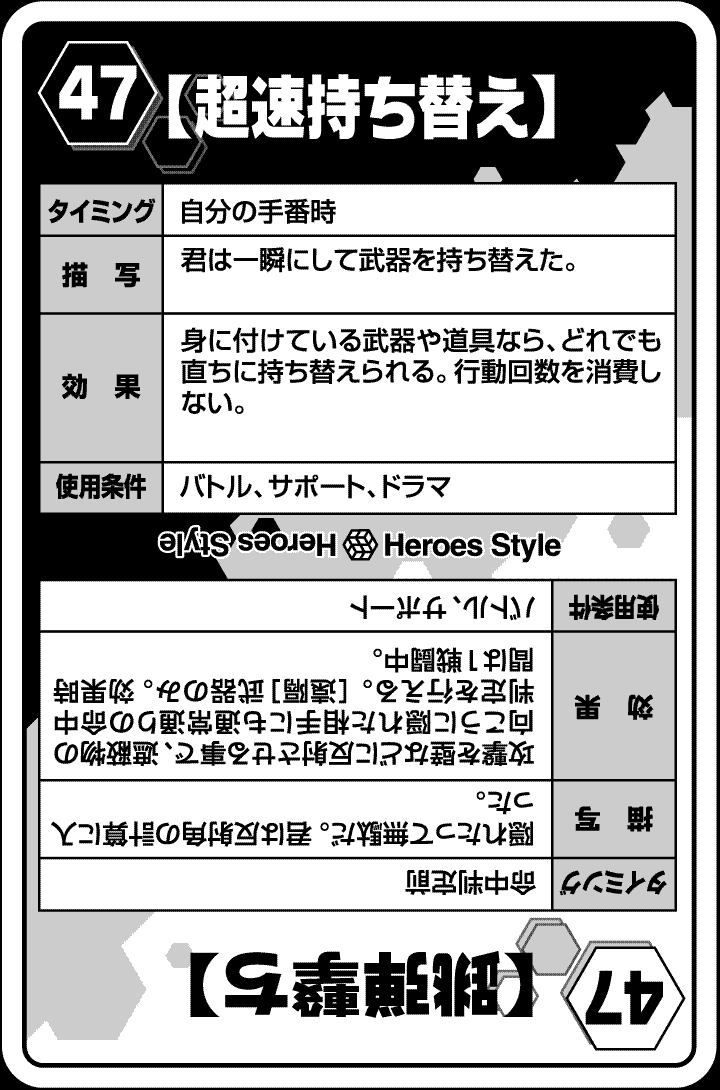 47
【超速持ち替え】
タイミング 自分の手番時
描写 君は一瞬にして武器を持ち替えた。
効果 身に付けている武器や道具なら、どれでも
直ちに持ち替えられる。行動回数を消費し
ない。
使用条件 バトル、サポート、ドラマ
Heroes Style
Heroes Style
47
【跳弾撃ち】
タイミング 命中判定前
描写 隠れたって無駄だ。君は反射角の計算に入
った。
効果 攻撃を壁などに反射させる事で、遮蔽物の
向こうに隠れた相手にも通常通りの命中
判定を行える。[遠隔]武器のみ。効果時
間は1戦闘中。
使用条件 バトル、サポート